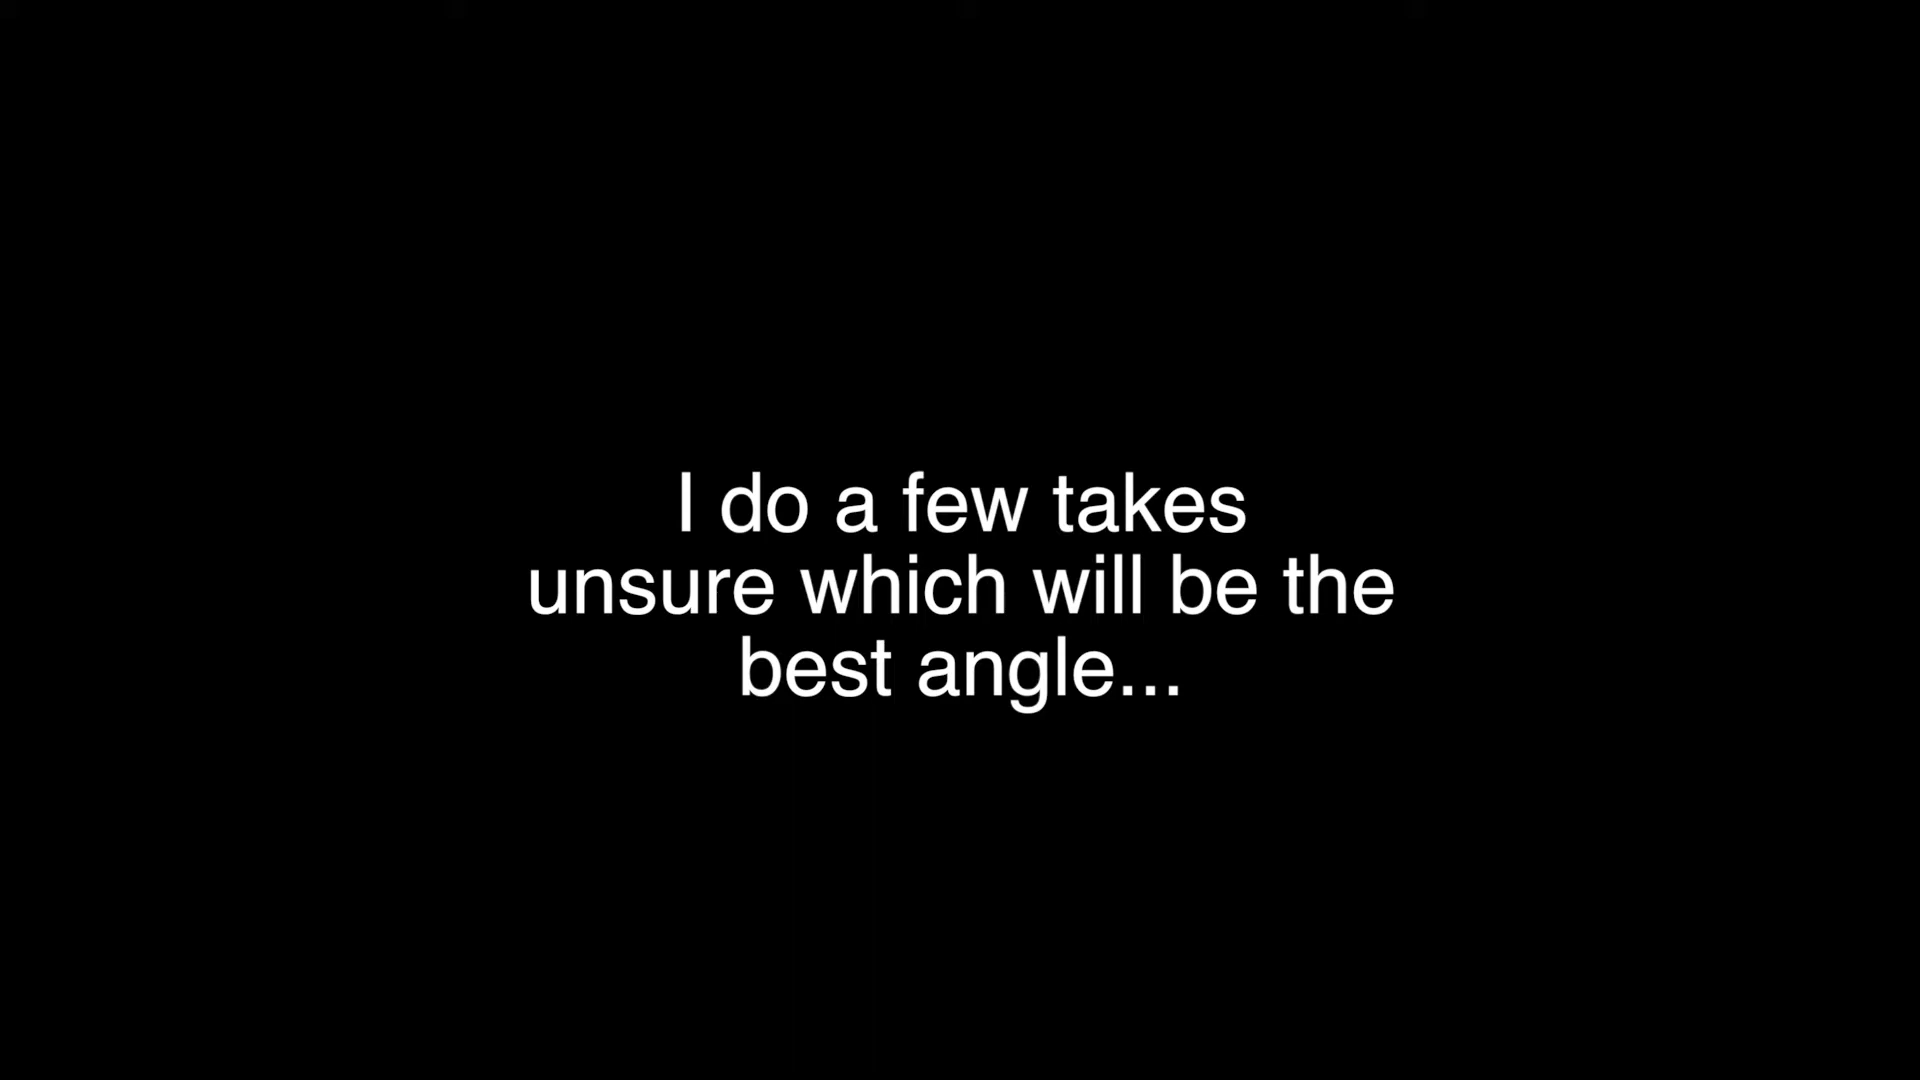 I do a few takes
unsure which will be the
best angle...